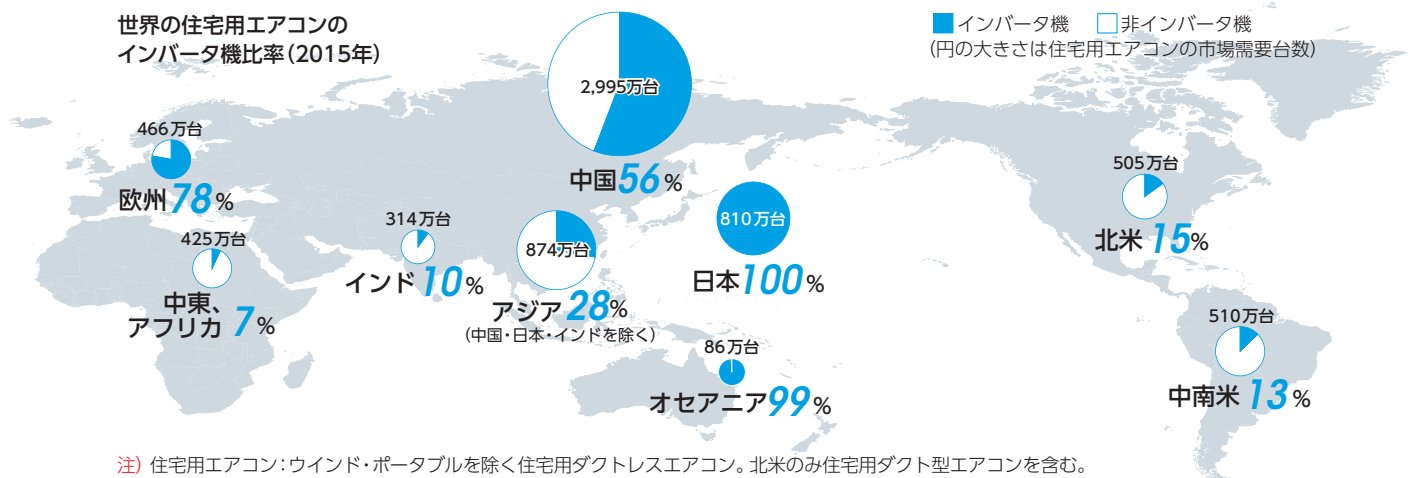 世界の住宅用エアコンの
インバータ機比率(2015年)
インバータ機 非インバータ機
(円の大きさは住宅用エアコンの市場需要台数)
2,995万台
中国56%
466万台
欧州78%
425万台
中東、
アフリカ 7%
314万台
インド10%
874万台
アジア28%
(中国・日本・インドを除く)
810万台
日本100%
86万台
オセアニア99%
505万台
北米15%
510万台
中南米13%
注) 住宅用エアコン:ウインド・ポータブルを除く住宅用ダクトレスエアコン。北米のみ住宅用ダクト型エアコンを含む。